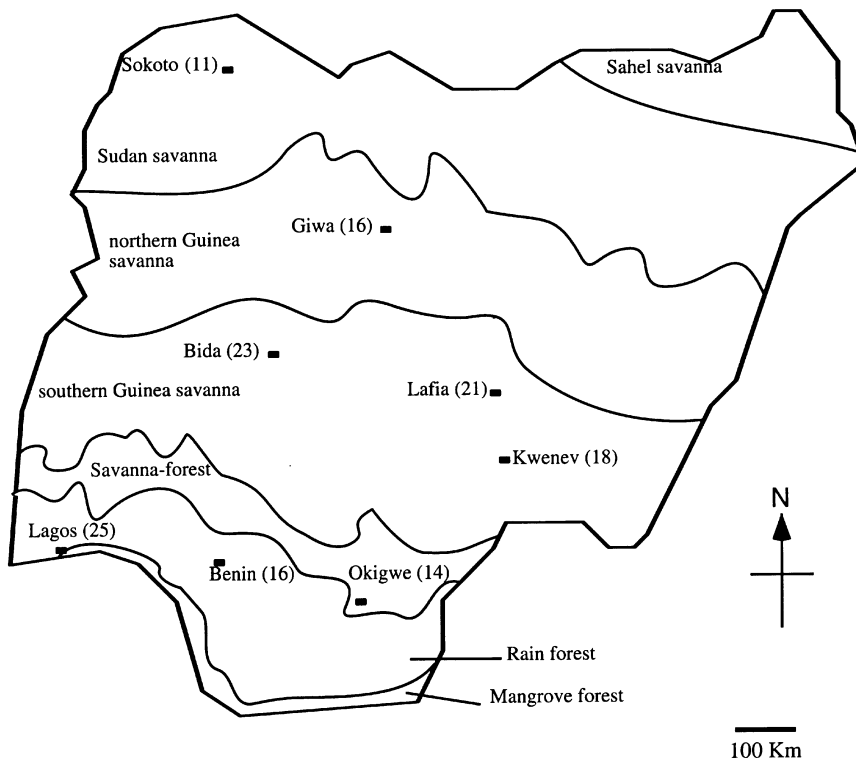 Sokoto (11)
Sahel savanna
Sudan savanna
Giwa (16)
northern Guinea
savanna
Bida (23)
southern Guinea savanna
Lafia (21)
Kwenev (18)
Savanna-forest
N
Lagos (25)
Benin (16)
Okigwe (14)
Rain forest
Mangrove forest
100 Km